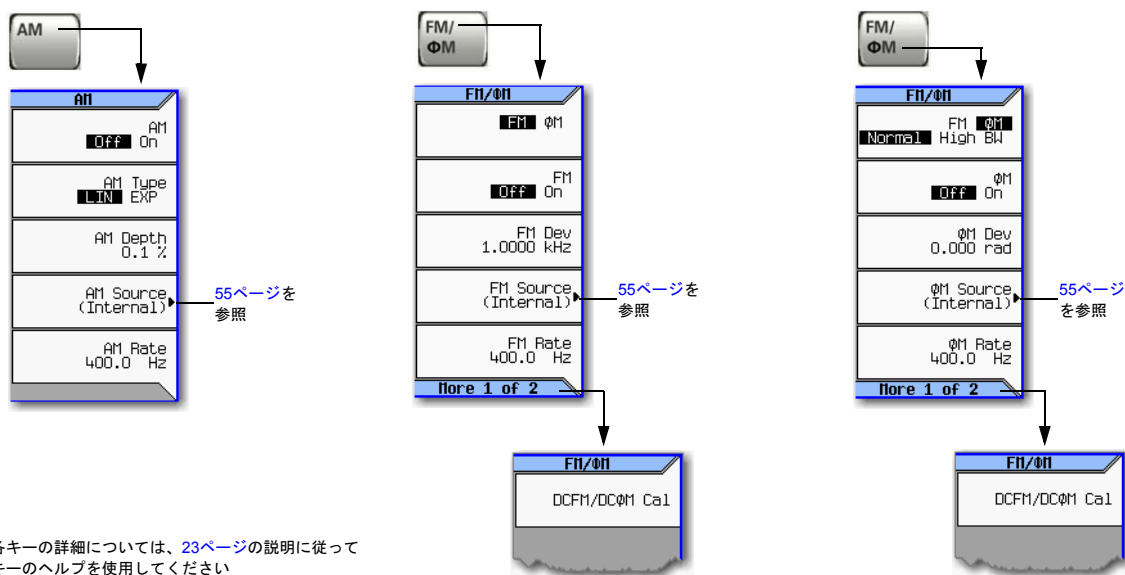 AM
AM
AM
Off On
AM Type
LIN EXP
AM Depth
0.1 %
AM Source
(Internal)
AM Rate
400.0 Hz
55ページを
参照
FM/
ΦM
FM/ΦM
FM ΦM
FM
Off On
FM Dev
1.0000 kHz
FM Source
(Internal)
FM Rate
400.0 Hz
More 1 of 2
55ページを
参照
FM/ΦM
DCFM/DCΦM Cal
FM/
ΦM
FM/ΦM
FM ΦM
Normal High BW
ΦM
Off On
ΦM Dev
0.000 rad
ΦM Source
(Internal)
ΦM Rate
400.0 Hz
More 1 of 2
55ページ
を参照
FM/ΦM
DCFM/DCΦM Cal
各キーの詳細については、23ページの説明に従って
キーのヘルプを使用してください